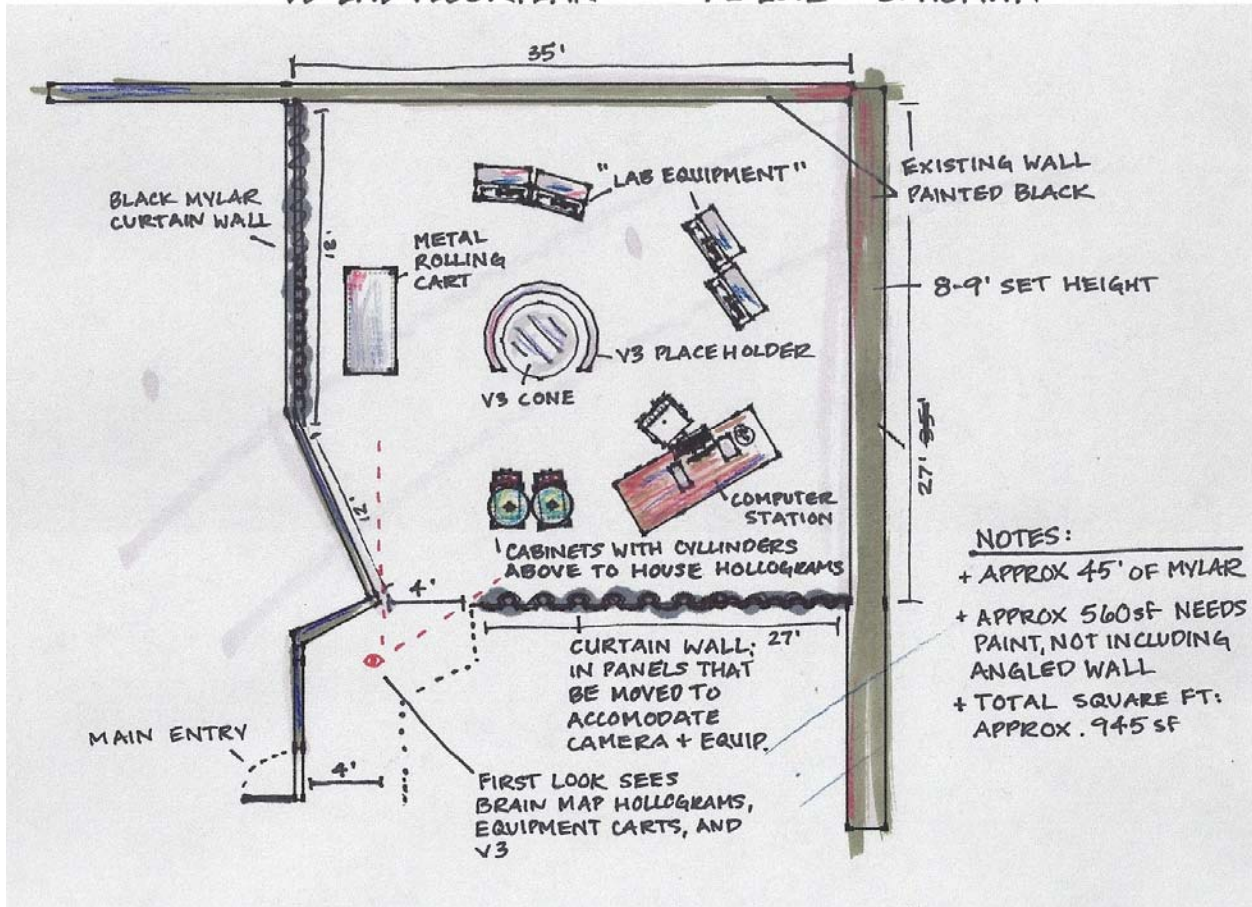 35'
BLACK MYLAR
CURTAIN WALL
18'
METAL
ROLLING
CART
"LAB EQUIPMENT"
EXISTING WALL
PAINTED BLACK
8-9' SET HEIGHT
V3 PLACEHOLDER
V3 CONE
27' 35'
12'
COMPUTER
STATION
CABINETS WITH CYLLINDERS
ABOVE TO HOUSE HOLLOGRAMS
4'
27'
CURTAIN WALL;
IN PANELS THAT
BE MOVED TO
ACCOMODATE
CAMERA + EQUIP.
MAIN ENTRY
4'
FIRST LOOK SEES
BRAIN MAP HOLLOGRAMS,
EQUIPMENT CARTS, AND
V3
NOTES:
+ APPROX 45' OF MYLAR
+ APPROX 560SF NEEDS
PAINT, NOT INCLUDING
ANGLED WALL
+ TOTAL SQUARE FT:
APPROX. 945 SF